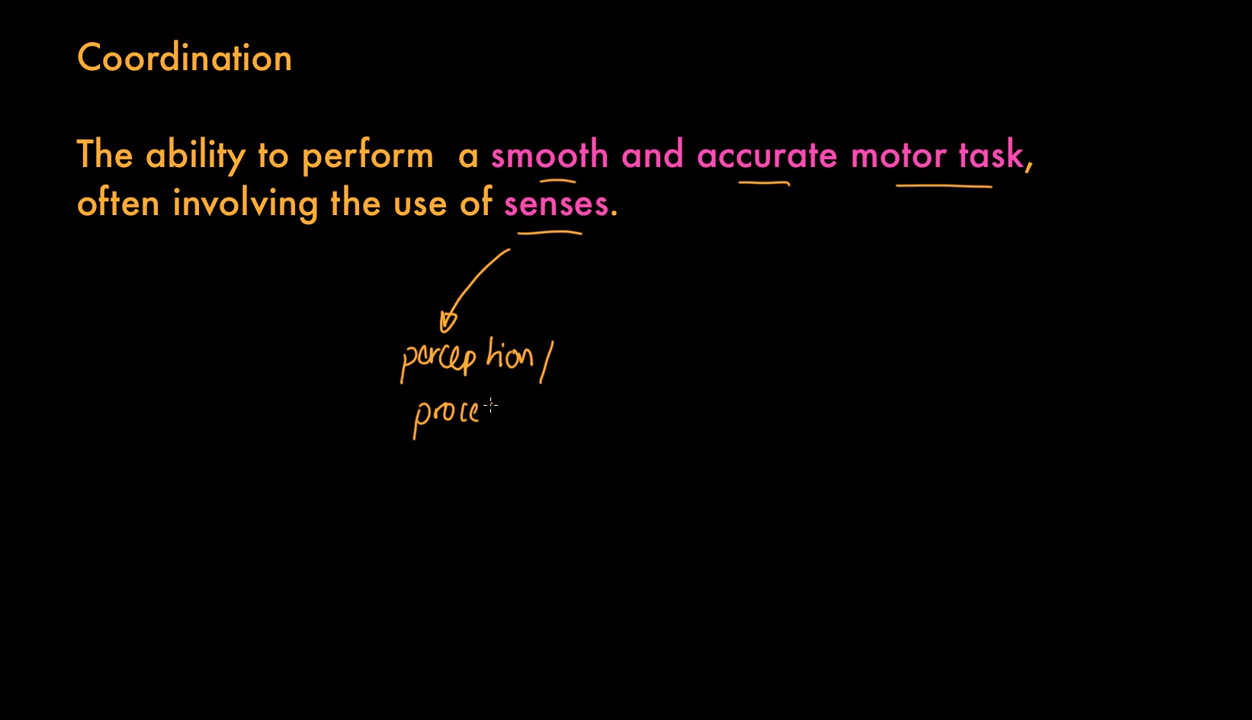 Coordination
The ability to perform a smooth and accurate motor task,
often involving the use of senses.
perception/
proce